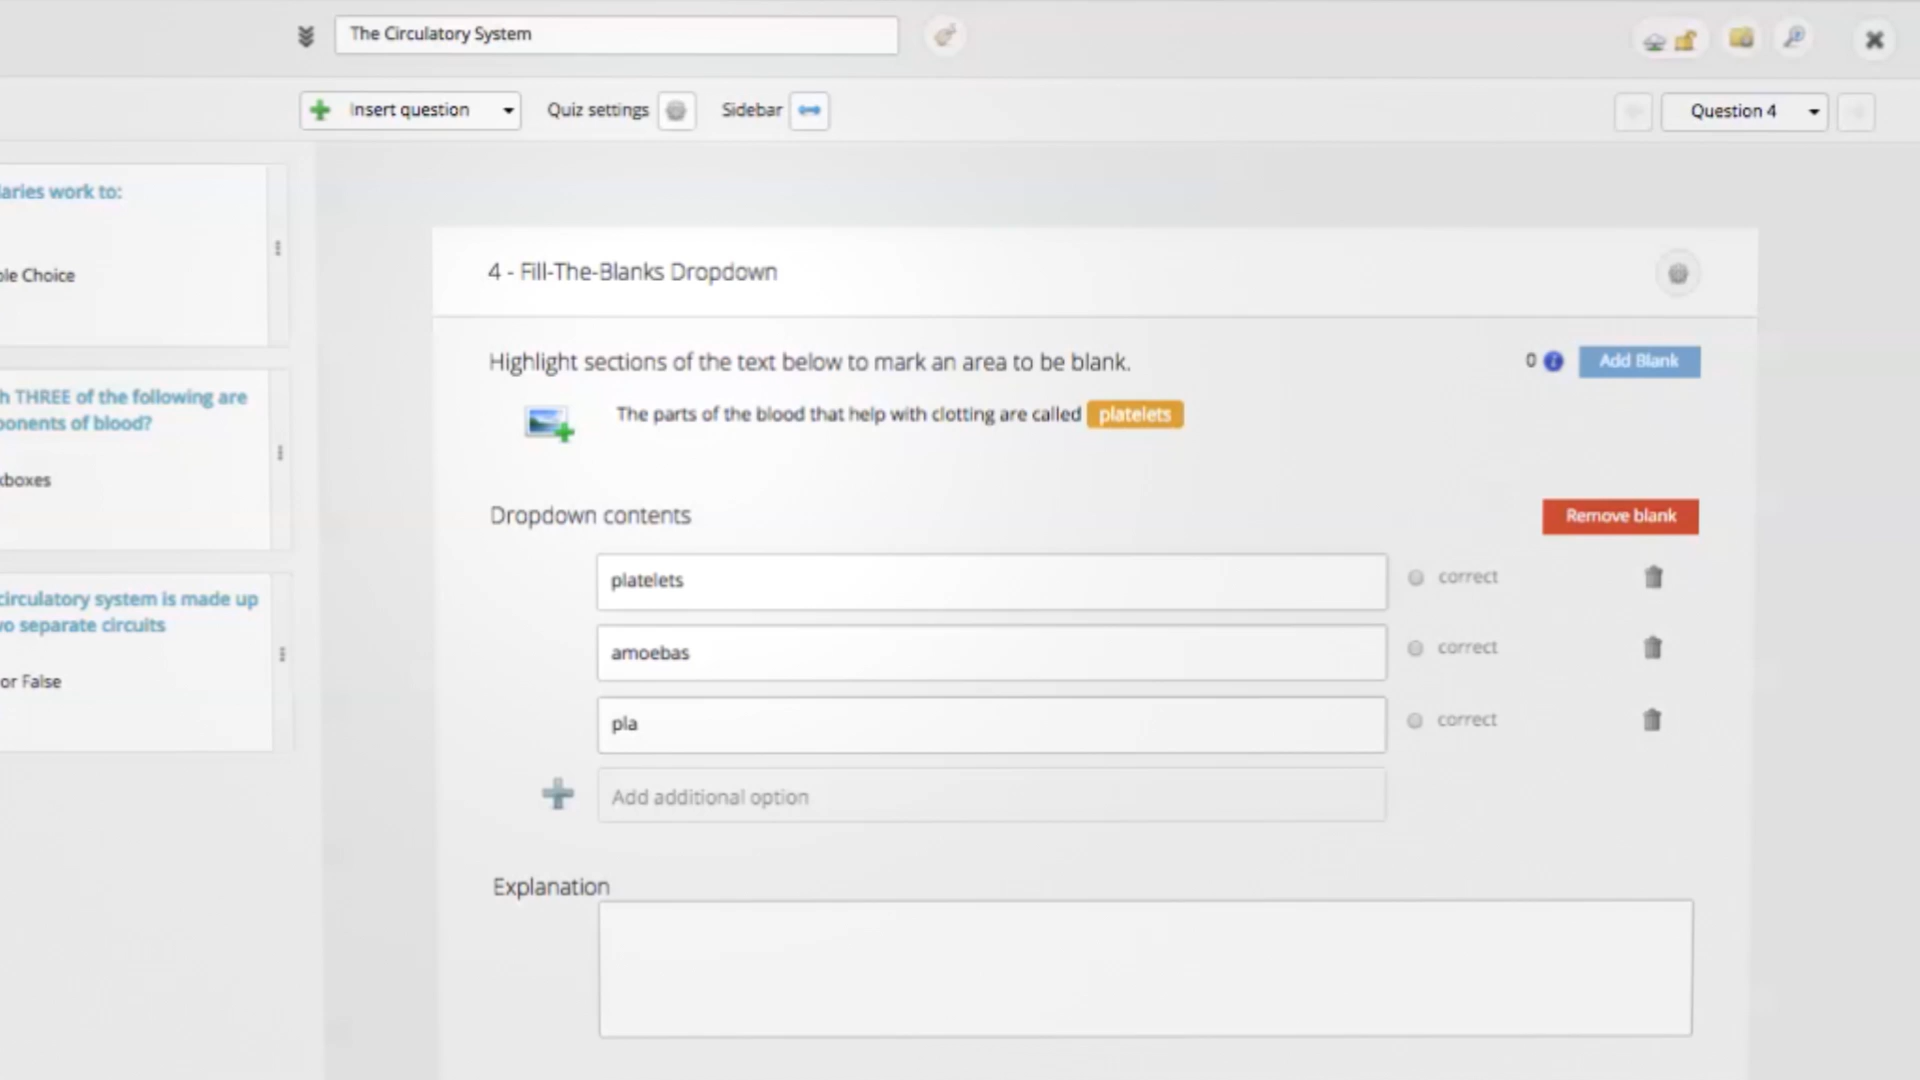 The Circulatory System
Insert question
Quiz settings
Sidebar
Question 4
laries work to:
ble Choice
h THREE of the following are
ponents of blood?
kboxes
circulatory system is made up
wo separate circuits
or False
4 - Fill-The-Blanks Dropdown
Highlight sections of the text below to mark an area to be blank.
0
Add Blank
The parts of the blood that help with clotting are called platelets
Dropdown contents
Remove blank
platelets
correct
amoebas
correct
pla
correct
Add additional option
Explanation